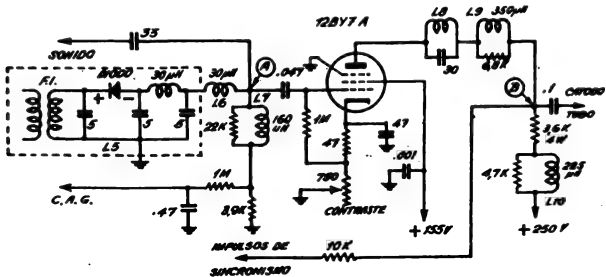 SONIDO
33
12BY7A
L8
L9
350µH
30
6,8K
F.I.
DIODO
+
-
30µH
30µH
L6
A
L7
.047
5
5
5
L5
22K
160 µH
1M
47
.47
750
CONTRASTE
.001
+155V
B
.1
CATODO TUBO
3,6K
4W
4,7K
285 µH
L10
+250V
1M
C.A.G.
.47
3,9K
IMPULSOS DE
SINCRONISMO
10K